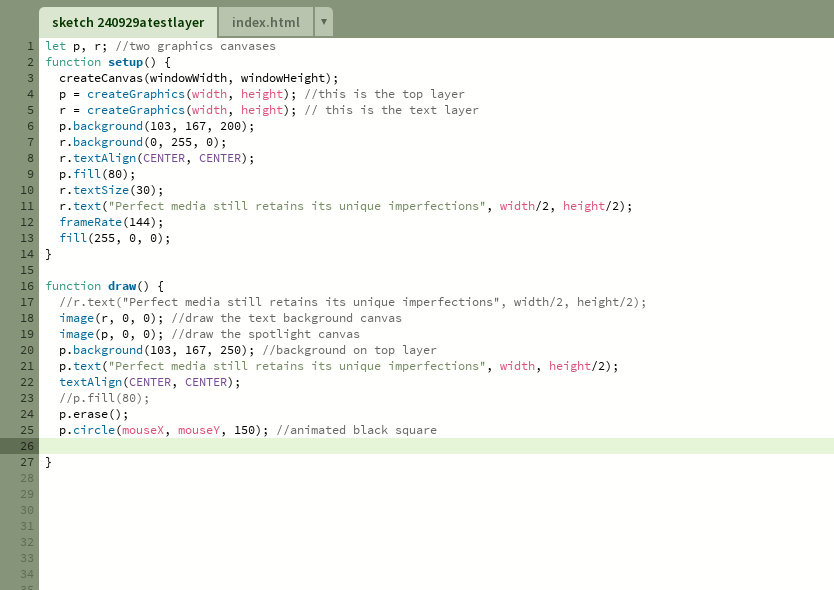 sketch 240929atestlayer index.html ▼
1 let p, r; //two graphics canvases
2 function setup() {
3 createCanvas(windowWidth, windowHeight);
4 p = createGraphics(width, height); //this is the top layer
5 r = createGraphics(width, height); // this is the text layer
6 p.background(103, 167, 200);
7 r.background(0, 255, 0);
8 r.textAlign(CENTER, CENTER);
9 p.fill(80);
10 r.textSize(30);
11 r.text("Perfect media still retains its unique imperfections", width/2, height/2);
12 frameRate(144);
13 fill(255, 0, 0);
14 }
15
16 function draw() {
17 //r.text("Perfect media still retains its unique imperfections", width/2, height/2);
18 image(r, 0, 0); //draw the text background canvas
19 image(p, 0, 0); //draw the spotlight canvas
20 p.background(103, 167, 250); //background on top layer
21 p.text("Perfect media still retains its unique imperfections", width, height/2);
22 textAlign(CENTER, CENTER);
23 //p.fill(80);
24 p.erase();
25 p.circle(mouseX, mouseY, 150); //animated black square
26
27 }
28
29
30
31
32
33
34
35